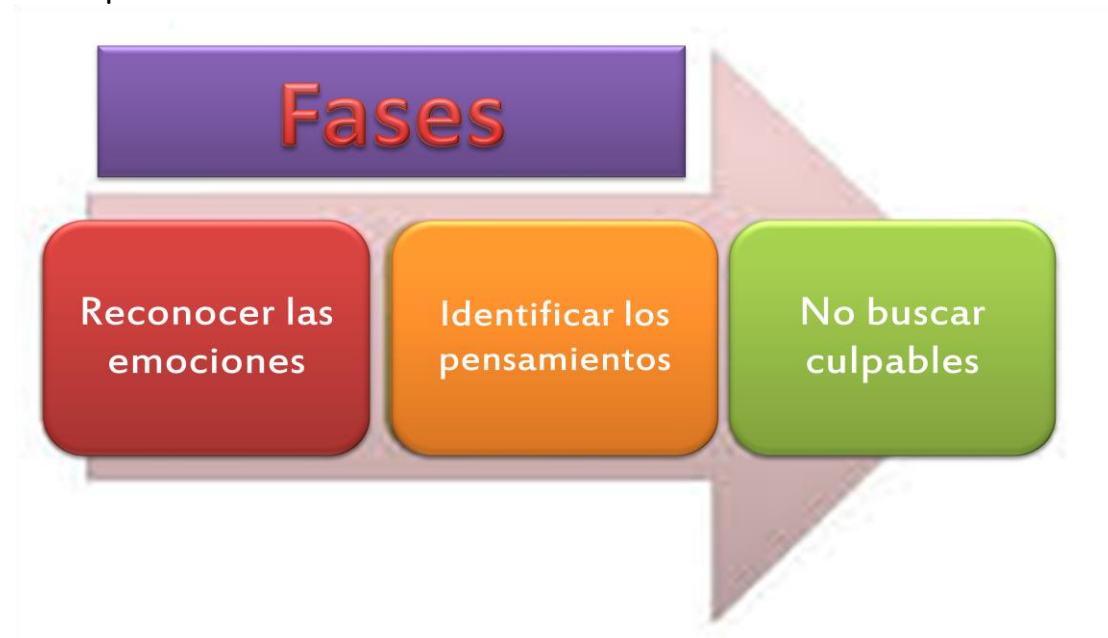 Fases
Reconocer las
emociones
Identificar los
pensamientos
No buscar
culpables